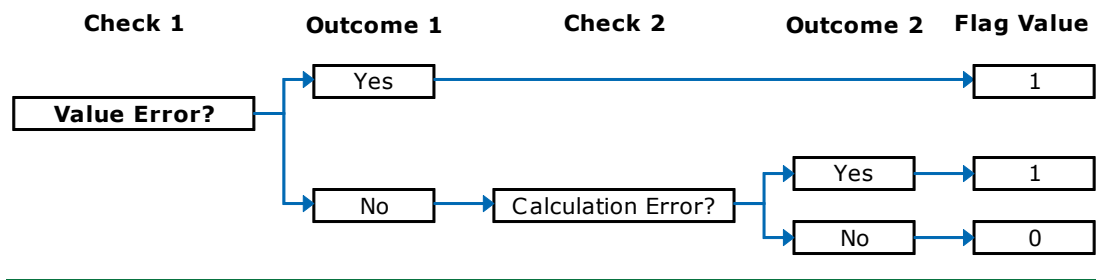 Check 1 Outcome 1 Check 2 Outcome 2 Flag Value
Yes 1
Value Error?
Yes 1
No Calculation Error?
No 0